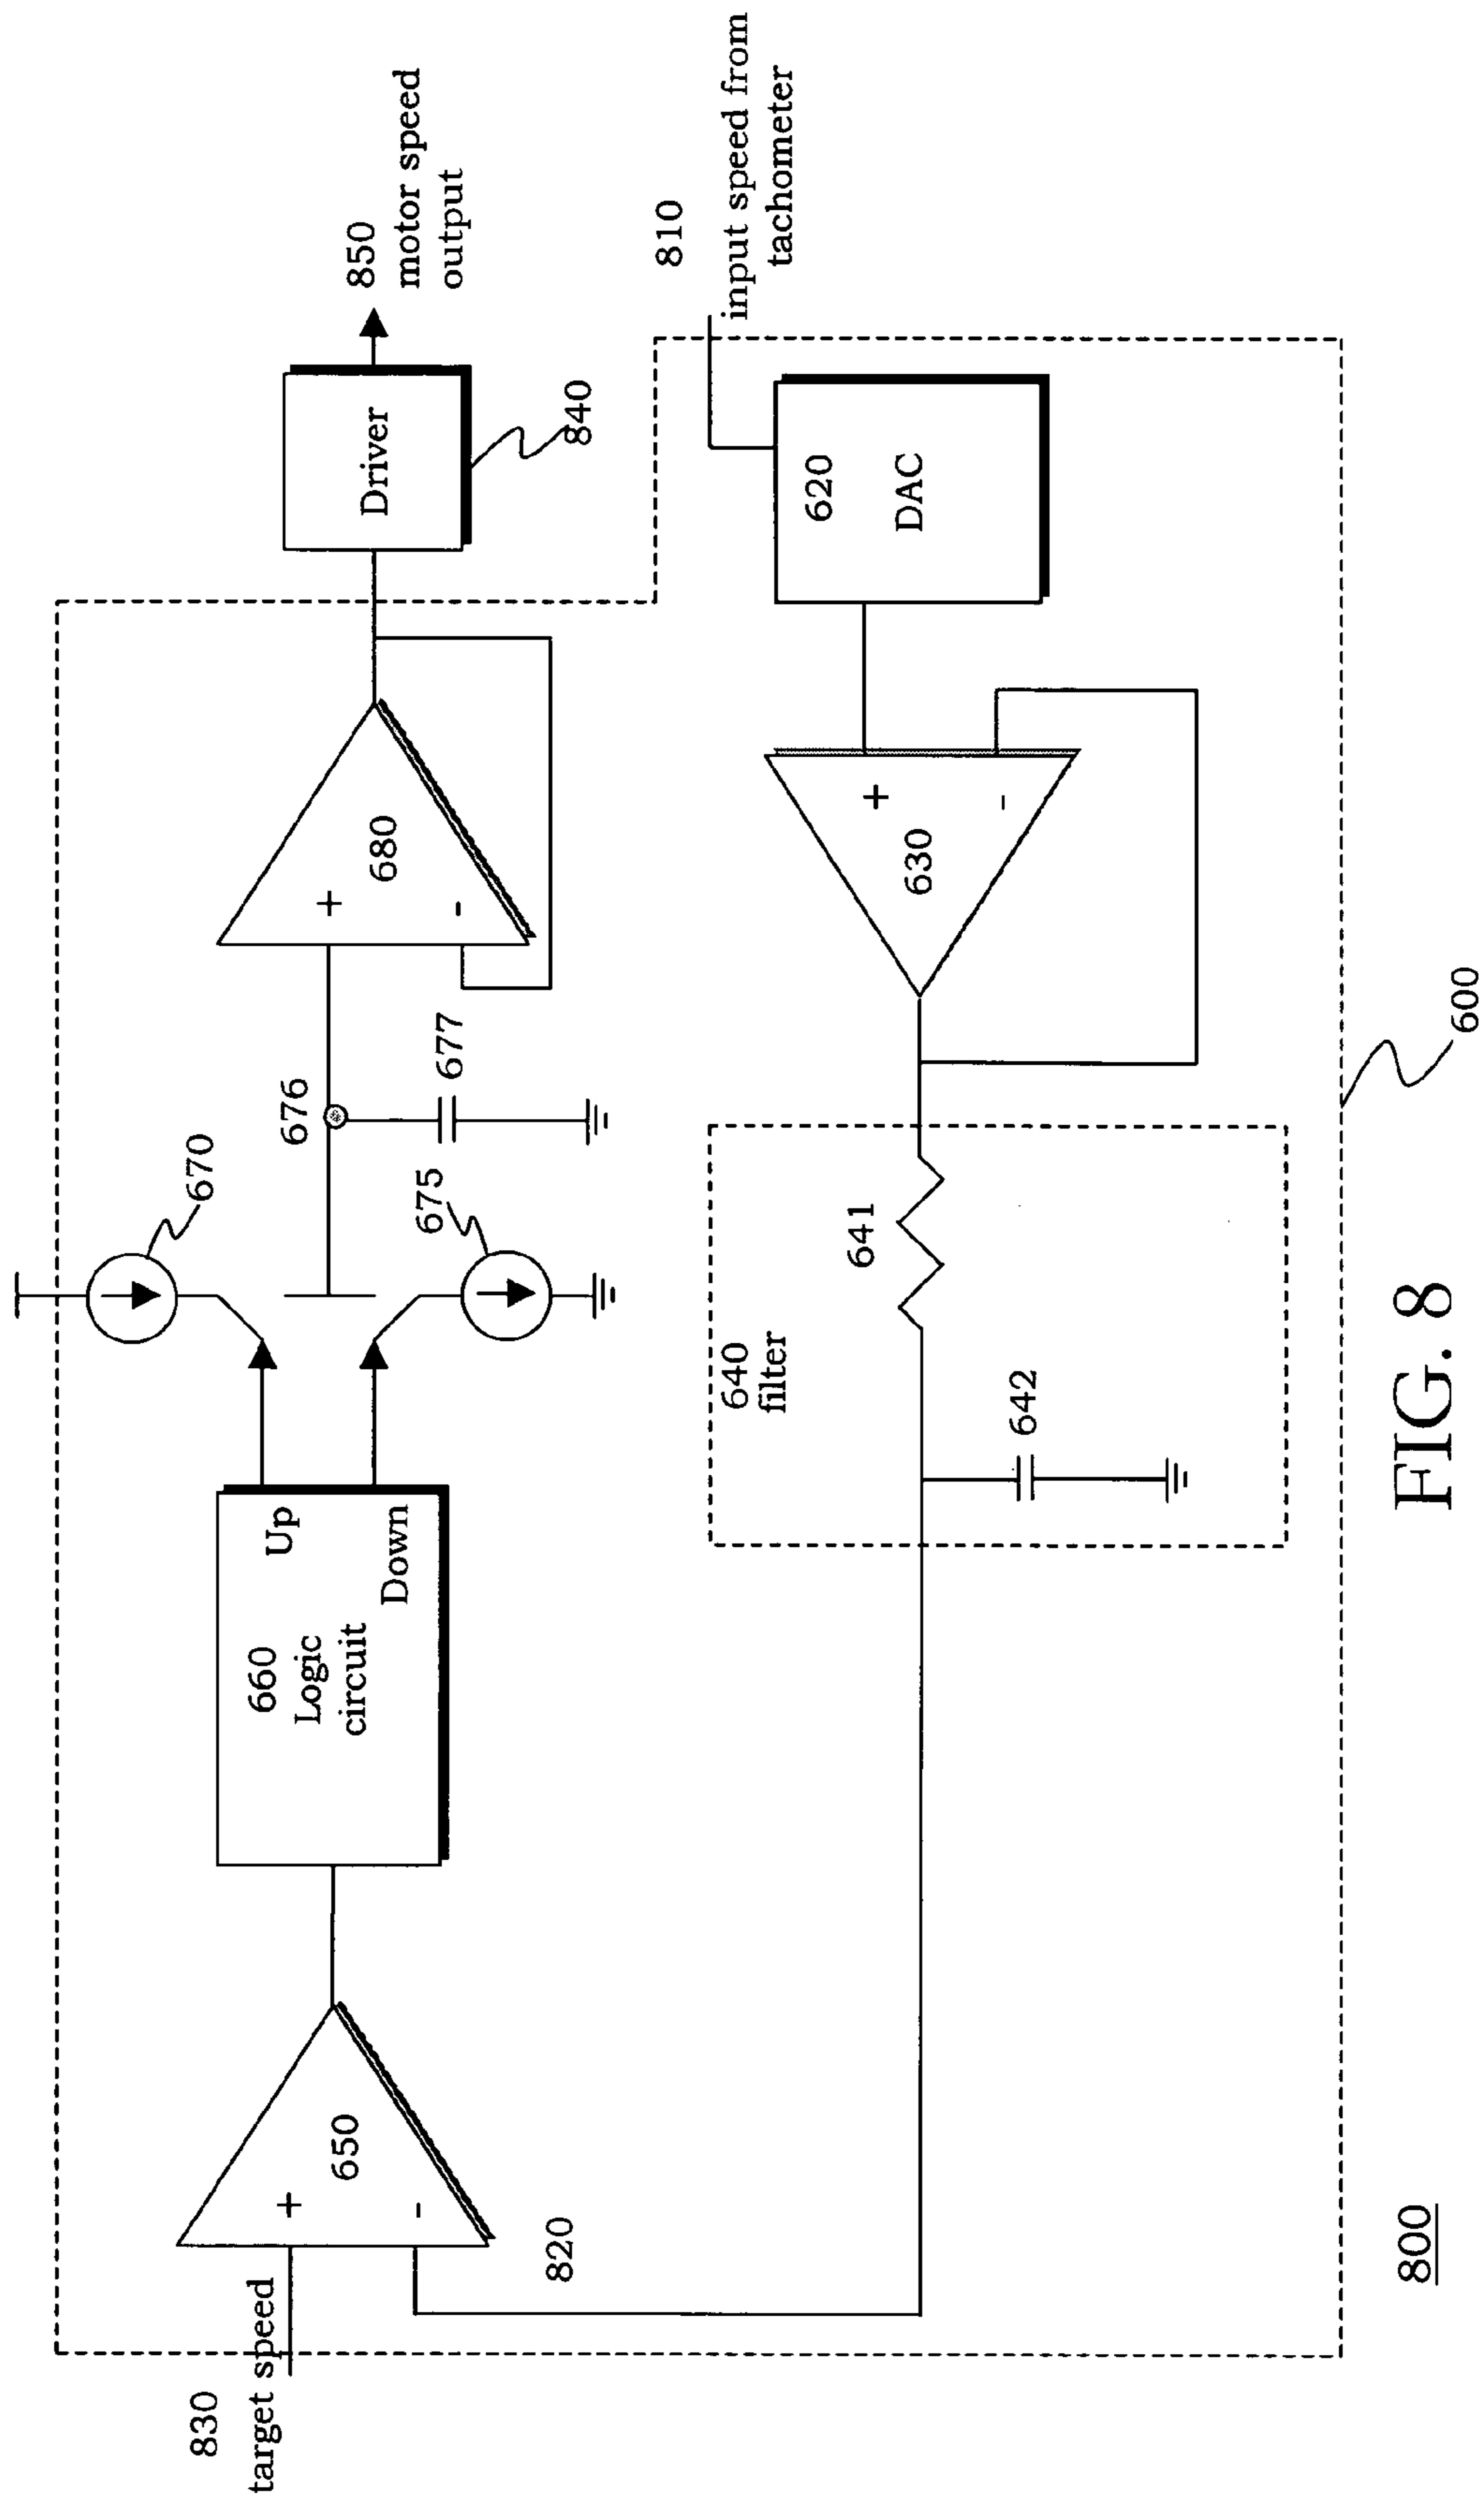 830
target speed
+
-
650
820
660
Logic
circuit
Up
Down
670
675
676
677
+
-
680
Driver
840
850
motor speed
output
810
input speed from
tachometer
620
DAC
+
-
630
640
filter
641
642
600
800
FIG. 8